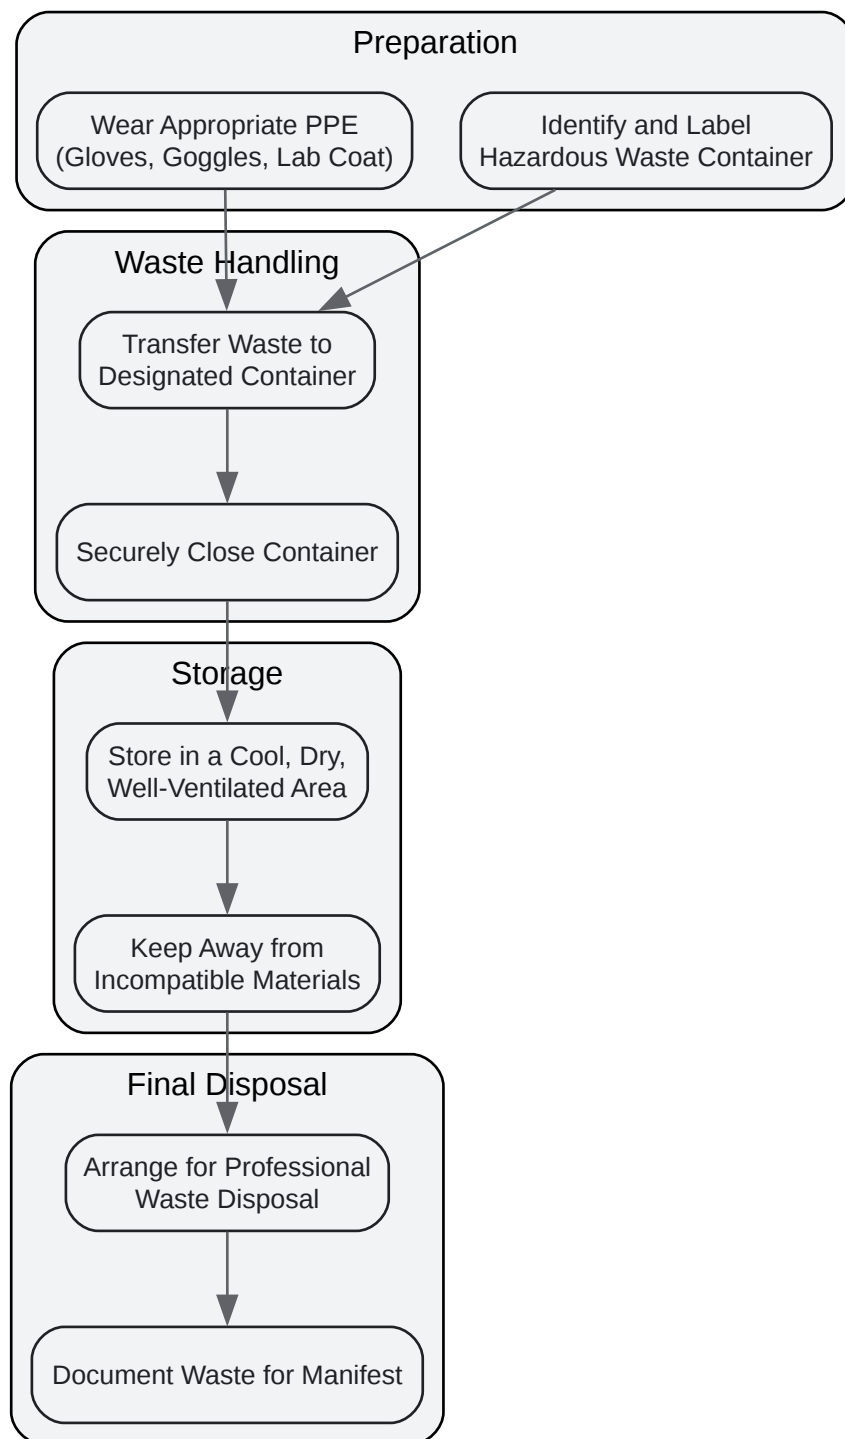 Preparation
Wear Appropriate PPE
(Gloves, Goggles, Lab Coat)
Identify and Label
Hazardous Waste Container
Waste Handling
Transfer Waste to
Designated Container
Securely Close Container
Storage
Store in a Cool, Dry,
Well-Ventilated Area
Keep Away from
Incompatible Materials
Final Disposal
Arrange for Professional
Waste Disposal
Document Waste for Manifest